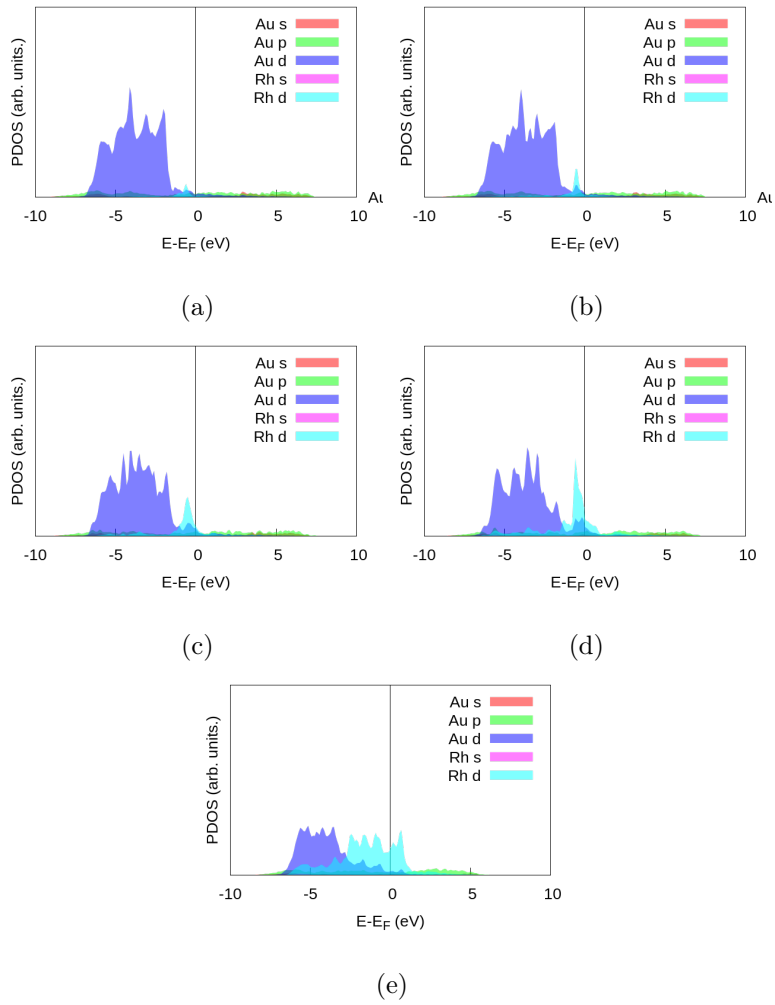 PDOS (arb. units.)
Au s
Au p
Au d
Rh s
Rh d
-10 -5 0 5 10
Au
E-EF (eV)
(a)
PDOS (arb. units.)
Au s
Au p
Au d
Rh s
Rh d
-10 -5 0 5 10
Au
E-EF (eV)
(b)
PDOS (arb. units.)
Au s
Au p
Au d
Rh s
Rh d
-10 -5 0 5 10
E-EF (eV)
(c)
PDOS (arb. units.)
Au s
Au p
Au d
Rh s
Rh d
-10 -5 0 5 10
E-EF (eV)
(d)
PDOS (arb. units.)
Au s
Au p
Au d
Rh s
Rh d
-10 -5 0 5 10
E-EF (eV)
(e)